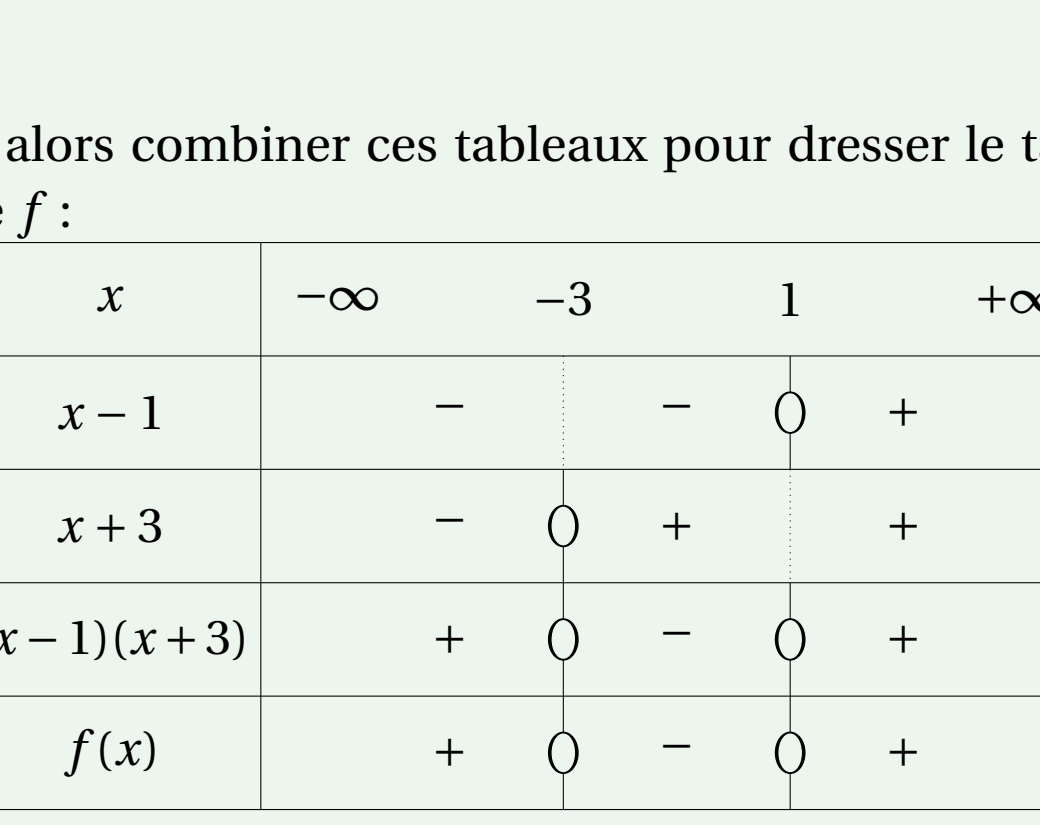 alors combiner ces tableaux pour dresser le
f :
x −∞ −3 1 +∞
x − 1 − − 0 +
x + 3 − 0 + +
x − 1)(x + 3) + 0 − 0 +
f(x) + 0 − 0 +